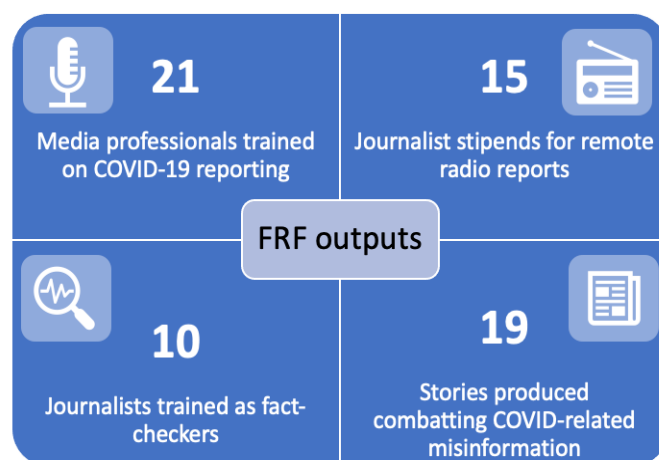 21
Media professionals trained
on COVID-19 reporting
15
Journalist stipends for remote
radio reports
FRF outputs
10
Journalists trained as fact-
checkers
19
Stories produced
combatting COVID-related
misinformation